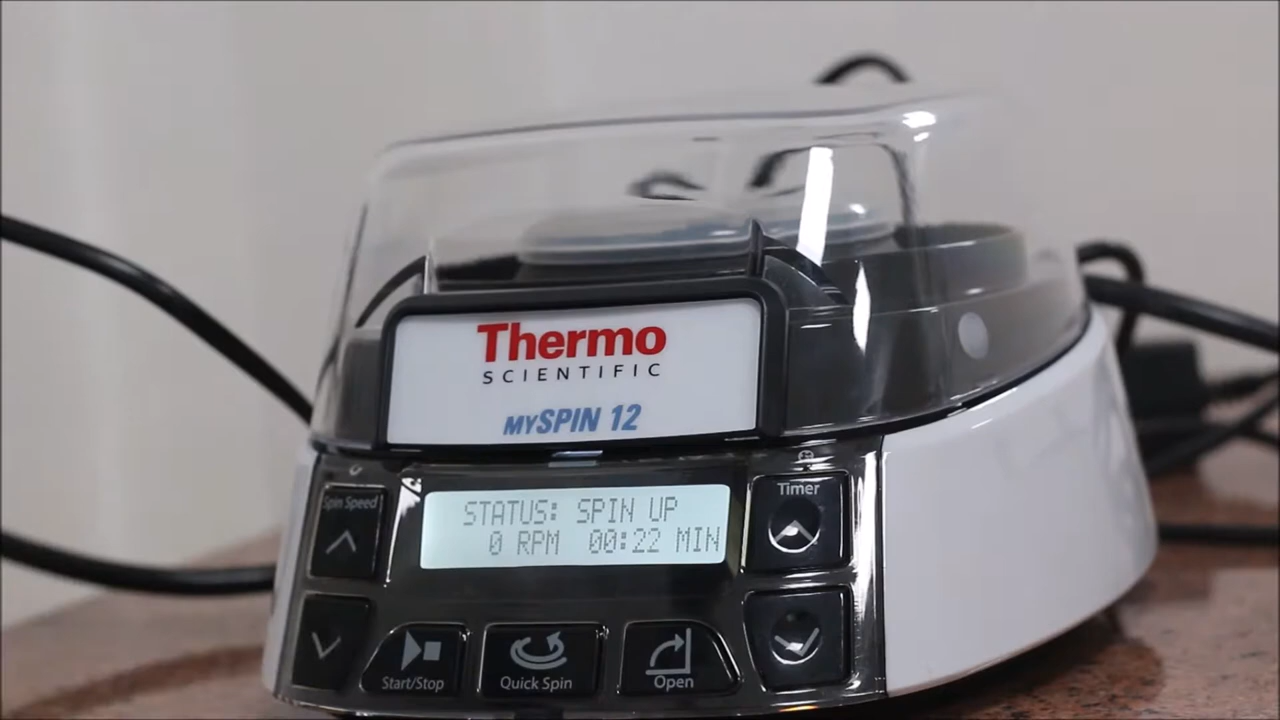 Thermo
SCIENTIFIC
MYSPIN 12
Spin Speed
STATUS: SPIN UP
0 RPM 00:22 MIN
Timer
Start/Stop
Quick Spin
Open